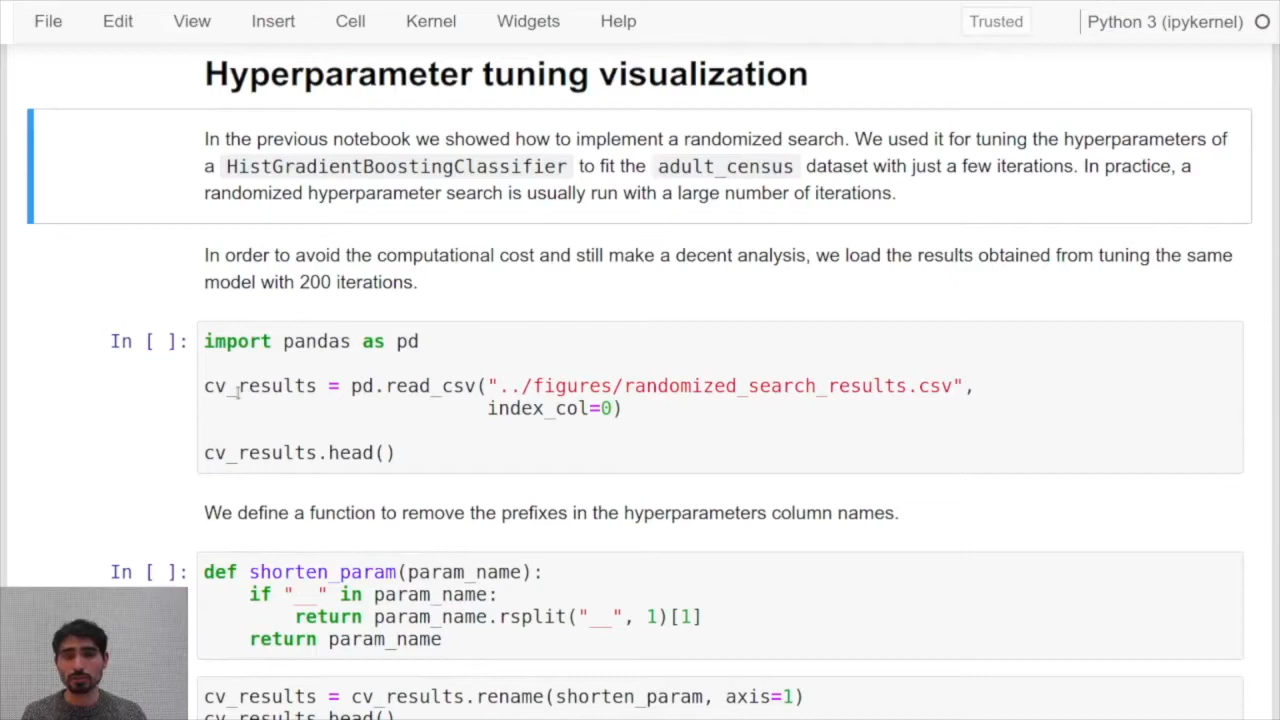 File Edit View Insert Cell Kernel Widgets Help Trusted Python 3 (ipykernel)
Hyperparameter tuning visualization
In the previous notebook we showed how to implement a randomized search. We used it for tuning the hyperparameters of
a HistGradientBoostingClassifier to fit the adult_census dataset with just a few iterations. In practice, a
randomized hyperparameter search is usually run with a large number of iterations.
In order to avoid the computational cost and still make a decent analysis, we load the results obtained from tuning the same
model with 200 iterations.
In [ ]: import pandas as pd
cv_results = pd.read_csv("../figures/randomized_search_results.csv",
index_col=0)
cv_results.head()
We define a function to remove the prefixes in the hyperparameters column names.
In [ ]: def shorten_param(param_name):
if "__" in param_name:
return param_name.rsplit("__", 1)[1]
return param_name
cv_results = cv_results.rename(shorten_param, axis=1)
cv_results.head()